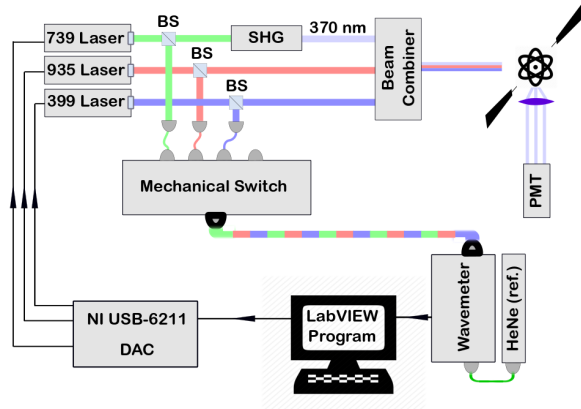 739 Laser
BS
SHG
370 nm
935 Laser
BS
399 Laser
BS
Beam
Combiner
PMT
Mechanical Switch
Wavemeter
HeNe (ref.)
LabVIEW
Program
NI USB-6211
DAC